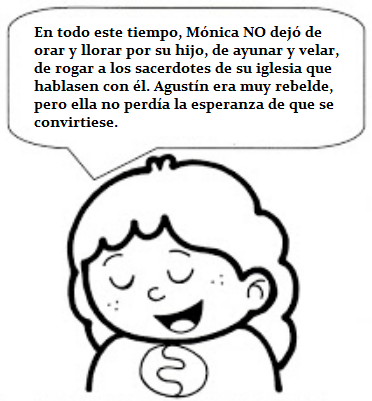 En todo este tiempo, Mónica NO dejó de
orar y llorar por su hijo, de ayunar y velar,
de rogar a los sacerdotes de su iglesia que
hablasen con él. Agustín era muy rebelde,
pero ella no perdía la esperanza de que se
convirtiese.